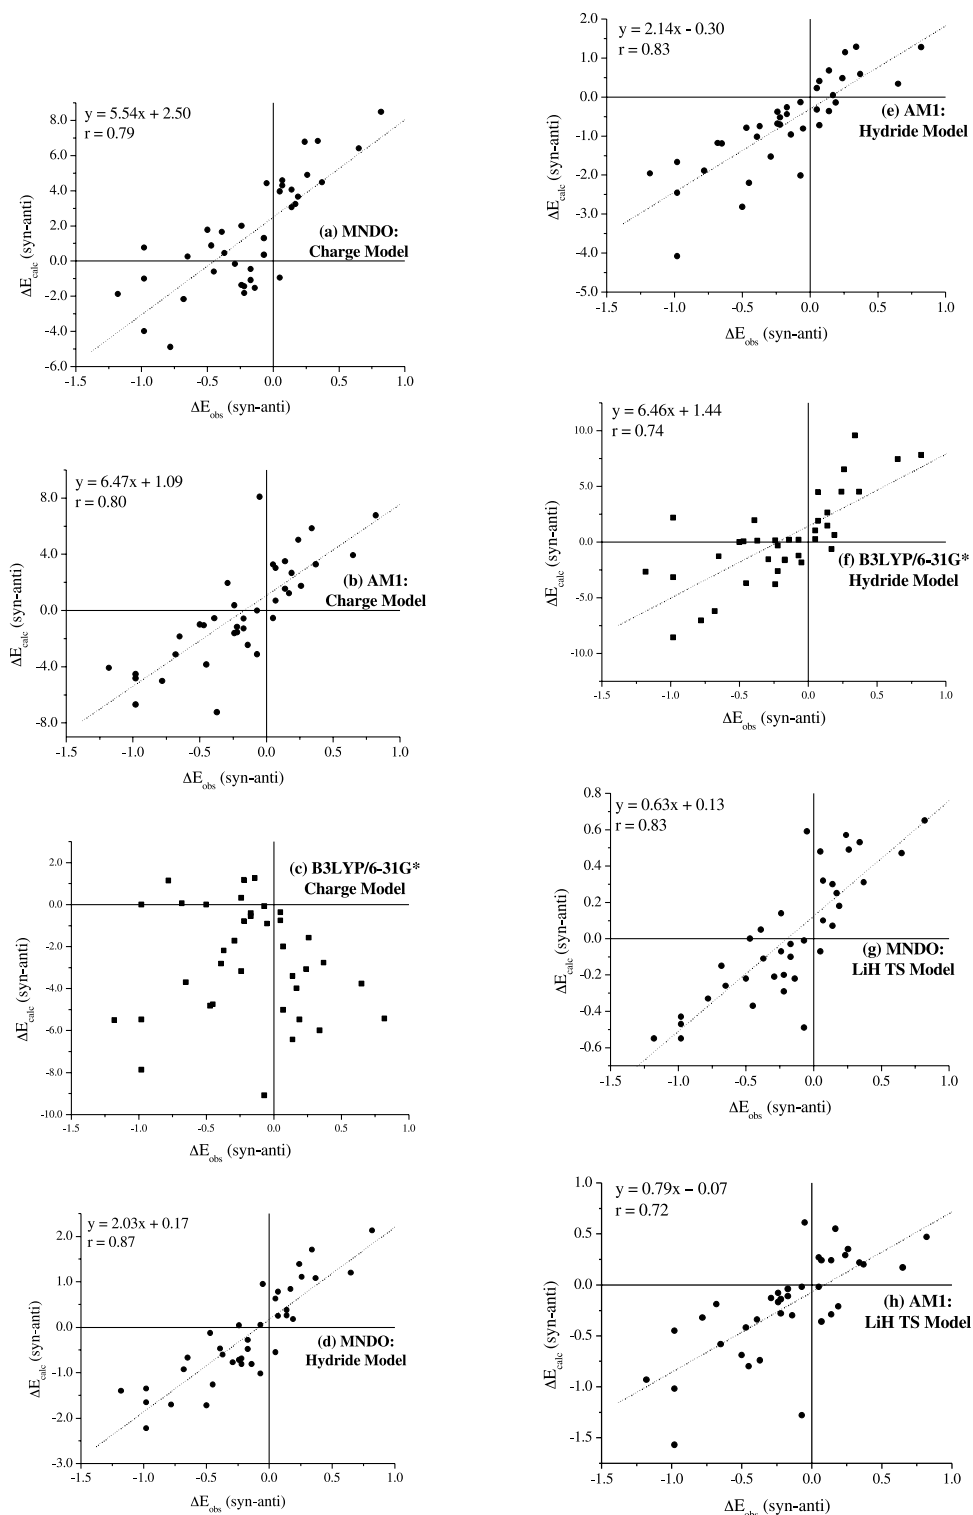 y = 5.54x + 2.50
r = 0.79
8.0
6.0
4.0
2.0
0.0
-2.0
-4.0
-6.0
(a) MNDO:
Charge Model
-1.5
-1.0
-0.5
0.0
0.5
1.0
ΔEcalc (syn-anti)
ΔEobs (syn-anti)
y = 6.47x + 1.09
r = 0.80
8.0
4.0
0.0
-4.0
-8.0
(b) AM1:
Charge Model
-1.5
-1.0
-0.5
0.0
0.5
1.0
ΔEcalc (syn-anti)
ΔEobs (syn-anti)
2.0
0.0
-2.0
-4.0
-6.0
-8.0
-10.0
(c) B3LYP/6-31G*
Charge Model
-1.5
-1.0
-0.5
0.0
0.5
1.0
ΔEcalc (syn-anti)
ΔEobs (syn-anti)
y = 2.03x + 0.17
r = 0.87
2.0
1.0
0.0
-1.0
-2.0
-3.0
(d) MNDO:
Hydride Model
-1.5
-1.0
-0.5
0.0
0.5
1.0
ΔEcalc (syn-anti)
ΔEobs (syn-anti)
y = 2.14x - 0.30
r = 0.83
2.0
1.0
0.0
-1.0
-2.0
-3.0
-4.0
-5.0
(e) AM1:
Hydride Model
-1.5
-1.0
-0.5
0.0
0.5
1.0
ΔEcalc (syn-anti)
ΔEobs (syn-anti)
y = 6.46x + 1.44
r = 0.74
10.0
5.0
0.0
-5.0
-10.0
(f) B3LYP/6-31G*
Hydride Model
-1.5
-1.0
-0.5
0.0
0.5
1.0
ΔEcalc (syn-anti)
ΔEobs (syn-anti)
y = 0.63x + 0.13
r = 0.83
0.8
0.6
0.4
0.2
0.0
-0.2
-0.4
-0.6
(g) MNDO:
LiH TS Model
-1.5
-1.0
-0.5
0.0
0.5
1.0
ΔEcalc (syn-anti)
ΔEobs (syn-anti)
y = 0.79x – 0.07
r = 0.72
1.0
0.5
0.0
-0.5
-1.0
-1.5
(h) AM1:
LiH TS Model
-1.5
-1.0
-0.5
0.0
0.5
1.0
ΔEcalc (syn-anti)
ΔEobs (syn-anti)